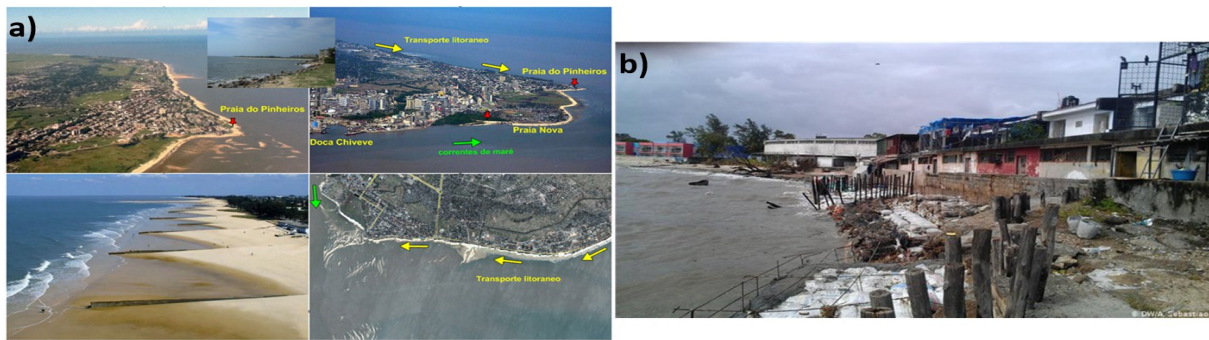 a)
Praia do Pinheiros
Transporte litoraneo
Praia do Pinheiros
Praia Nova
Doca Chiveve
correntes de maré
Transporte litoraneo
b)
© DW/A. Sebastião